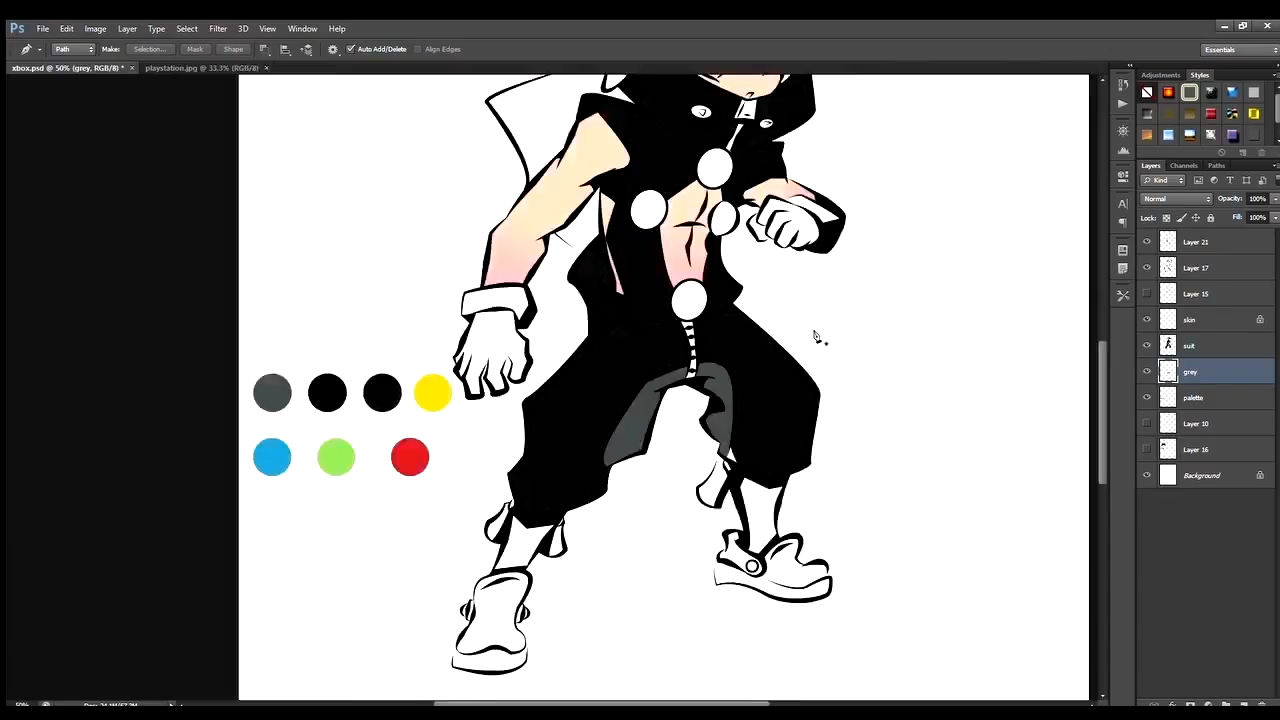 Ps File Edit Image Layer Type Select Filter 3D View Window Help
Path Make: Selection... Mask Shape Auto Add/Delete Align Edges Essentials
xbox.psd @ 50% (grey, RGB/8) * × playstation.jpg @ 33.3% (RGB/8) ×
Adjustments Styles
Layers Channels Paths
Kind
Normal Opacity: 100%
Lock: Fill: 100%
Layer 21
Layer 17
Layer 15
skin
suit
grey
palette
Layer 10
Layer 16
Background